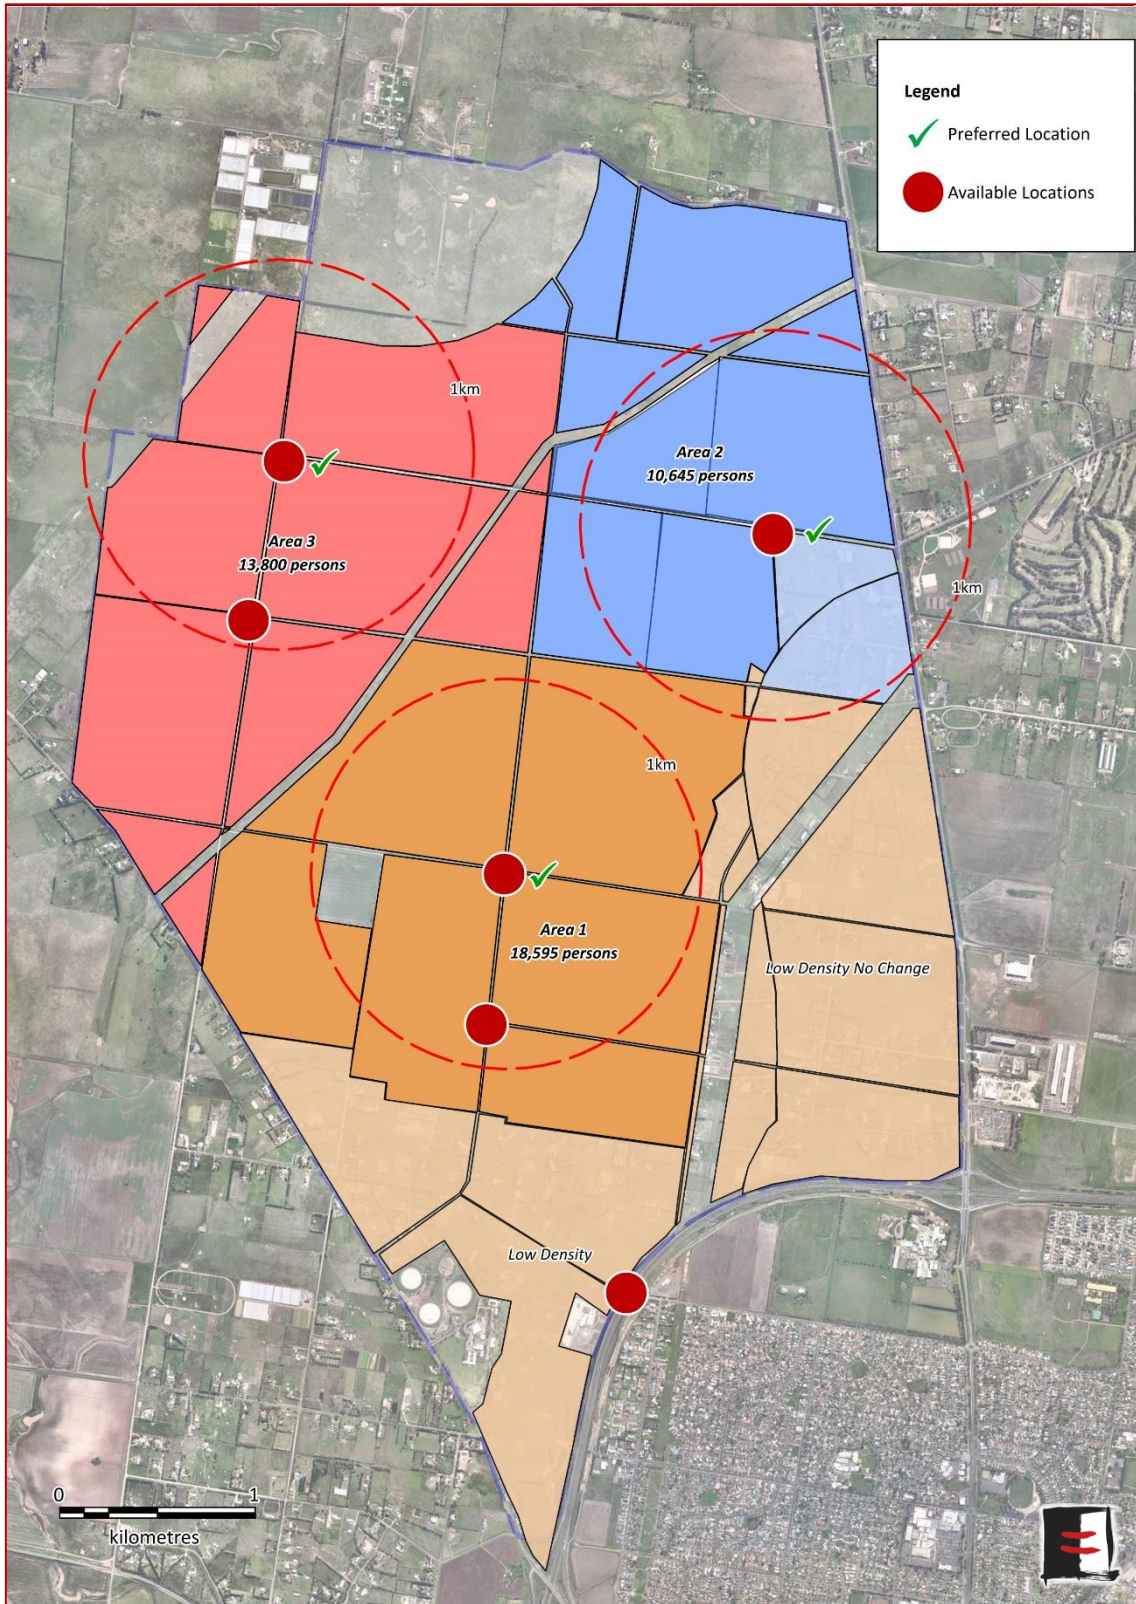 Legend
Preferred Location
Available Locations
1km
Area 2
10,645 persons
Area 3
13,800 persons
1km
1km
Area 1
18,595 persons
Low Density No Change
Low Density
0 1
kilometres